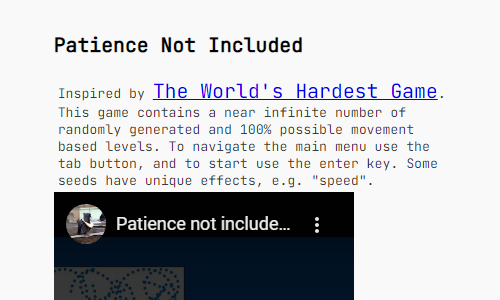 Patience Not Included
Inspired by The World's Hardest Game.
This game contains a near infinite number of
randomly generated and 100% possible movement
based levels. To navigate the main menu use the
tab button, and to start use the enter key. Some
seeds have unique effects, e.g. "speed".
Patience not include...